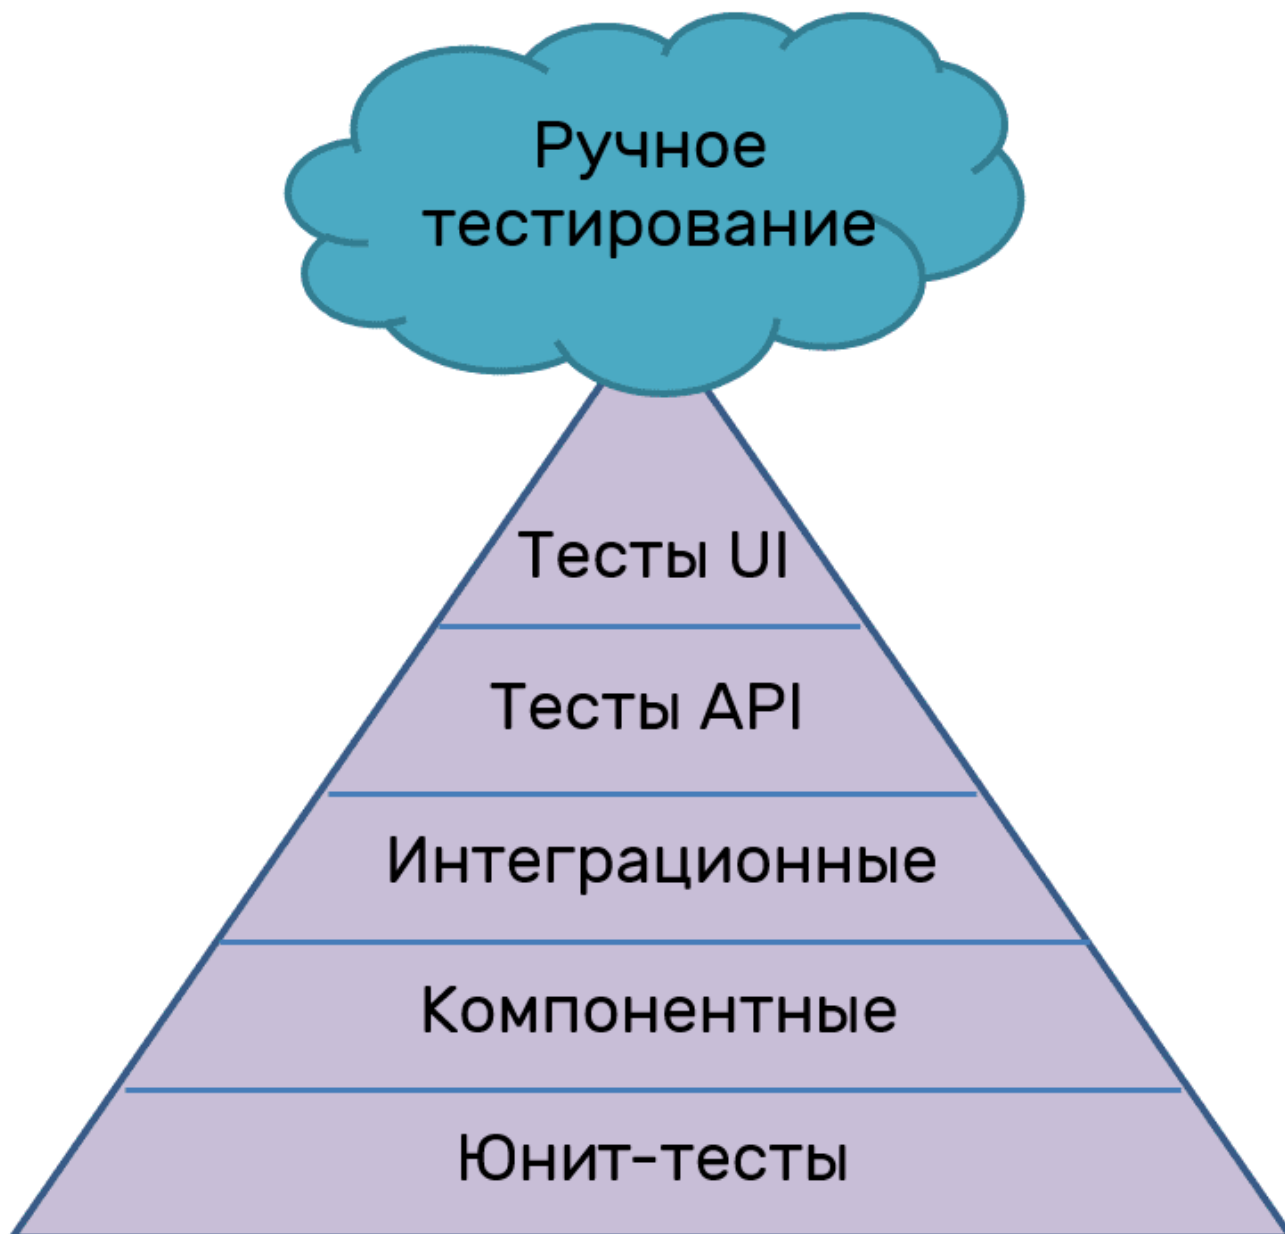 Ручное
тестирование
Тесты UI
Тесты API
Интеграционные
Компонентные
Юнит-тесты